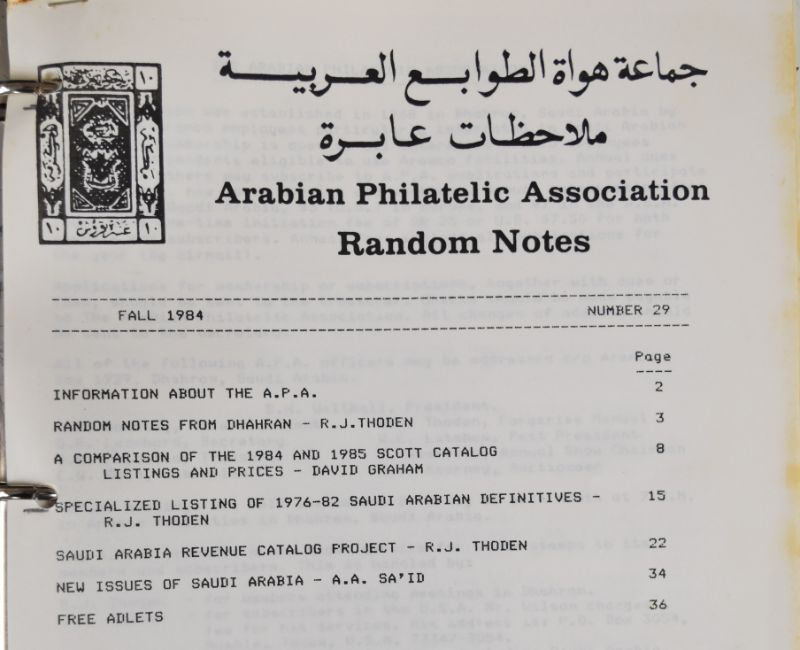 جماعة هواة الطوابع العربية
ملاحظات عابرة
Arabian Philatelic Association
Random Notes
FALL 1984 NUMBER 29
Page
INFORMATION ABOUT THE A.P.A. 2
RANDOM NOTES FROM DHAHRAN - R.J.THODEN 3
A COMPARISON OF THE 1984 AND 1985 SCOTT CATALOG 8
LISTINGS AND PRICES - DAVID GRAHAM
SPECIALIZED LISTING OF 1976-82 SAUDI ARABIAN DEFINITIVES - 15
R.J. THODEN
SAUDI ARABIA REVENUE CATALOG PROJECT - R.J. THODEN 22
NEW ISSUES OF SAUDI ARABIA - A.A. SA'ID 34
FREE ADLETS 36